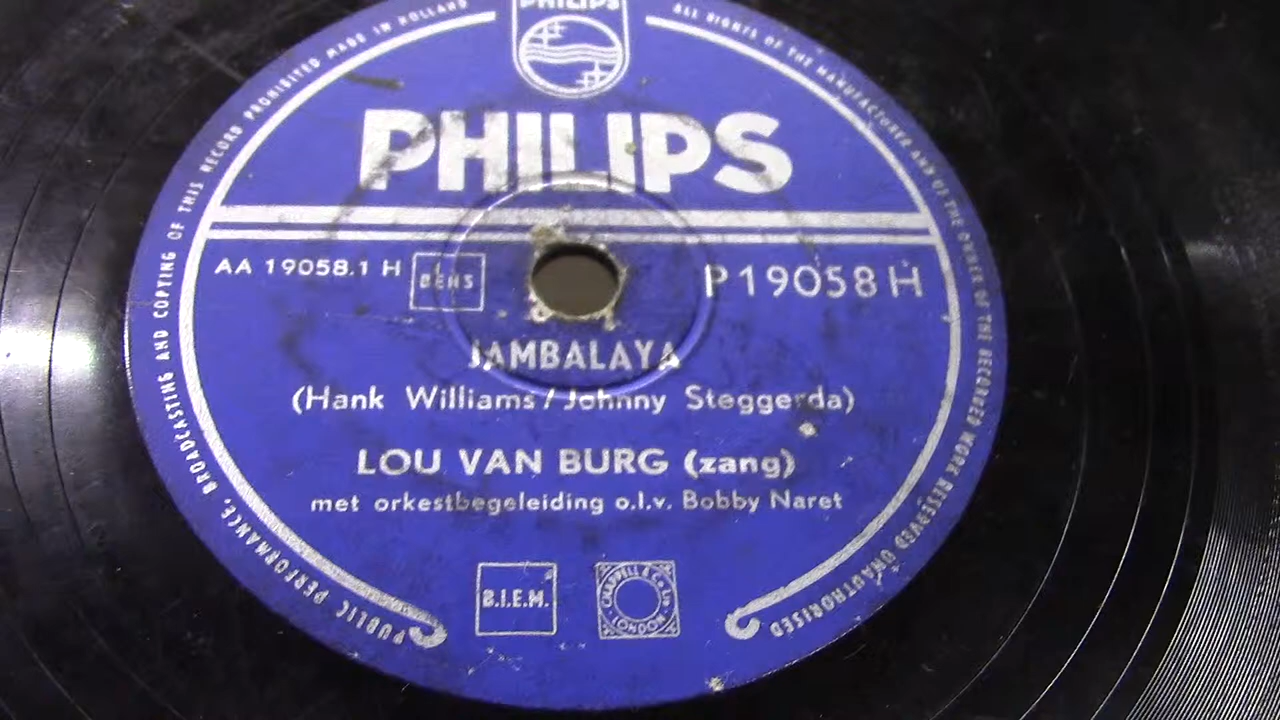 PHILIPS
ALL RIGHTS OF THE MANUFACTURER AND OF THE OWNER OF THE RECORDED WORK RESERVED UNAUTHORISED
PUBLIC PERFORMANCE, BROADCASTING AND COPYING OF THIS RECORD PROHIBITED MADE IN HOLLAND
PHILIPS
AA 19058.1 H
P 19058 H
JAMBALAYA
(Hank Williams / Johnny Steggerda)
LOU VAN BURG (zang)
met orkestbegeleiding o.l.v. Bobby Naret
B.I.E.M.
CHAPPELL & Co Ltd
LONDON